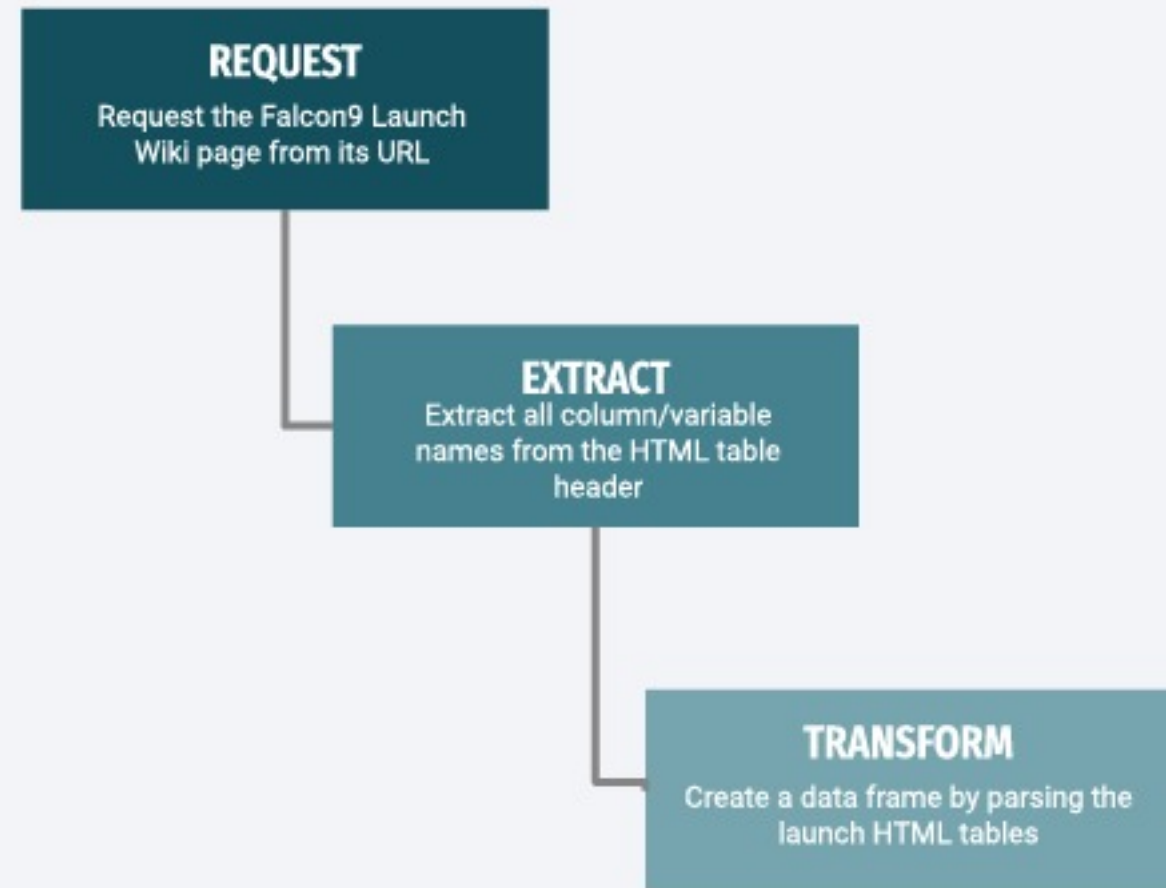 REQUEST
Request the Falcon9 Launch
Wiki page from its URL
EXTRACT
Extract all column/variable
names from the HTML table
header
TRANSFORM
Create a data frame by parsing the
launch HTML tables